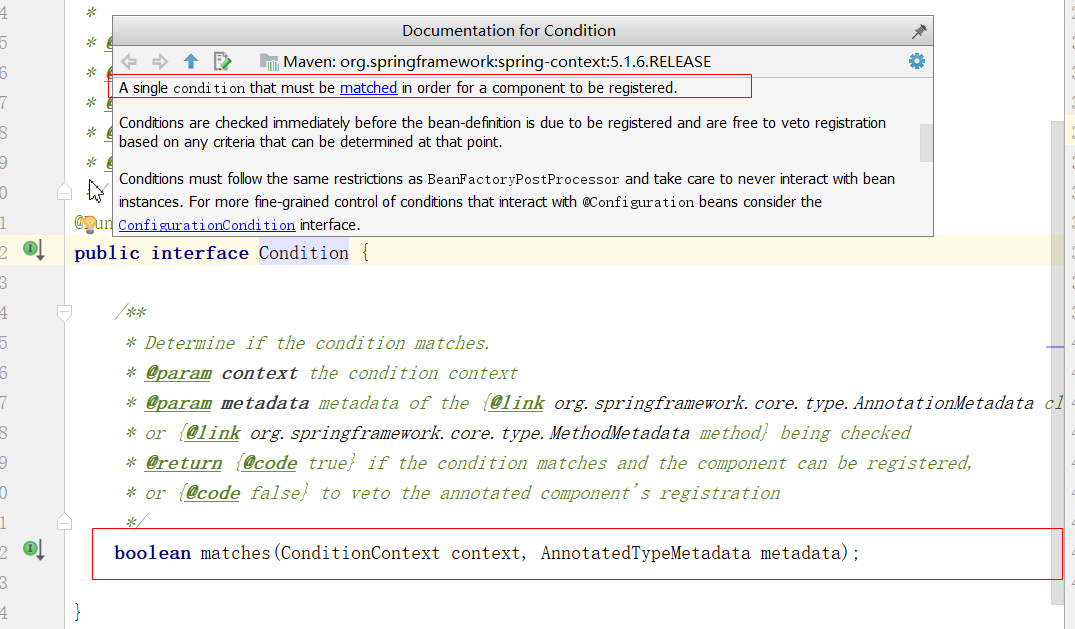 Documentation for Condition
Maven: org.springframework:spring-context:5.1.6.RELEASE
A single condition that must be matched in order for a component to be registered.
Conditions are checked immediately before the bean-definition is due to be registered and are free to veto registration
based on any criteria that can be determined at that point.
Conditions must follow the same restrictions as BeanFactoryPostProcessor and take care to never interact with bean
instances. For more fine-grained control of conditions that interact with @Configuration beans consider the
ConfigurationCondition interface.
4 *
5 * @
6 * @
7 * @
8 * @
9 * @
0 */
1
2 public interface Condition {
3
4 /**
5 * Determine if the condition matches.
6 * @param context the condition context
7 * @param metadata metadata of the {@link org.springframework.core.type.AnnotationMetadata cl
8 * or {@link org.springframework.core.type.MethodMetadata method} being checked
9 * @return {@code true} if the condition matches and the component can be registered,
0 * or {@code false} to veto the annotated component's registration
1 */
2 boolean matches(ConditionContext context, AnnotatedTypeMetadata metadata);
3
4 }